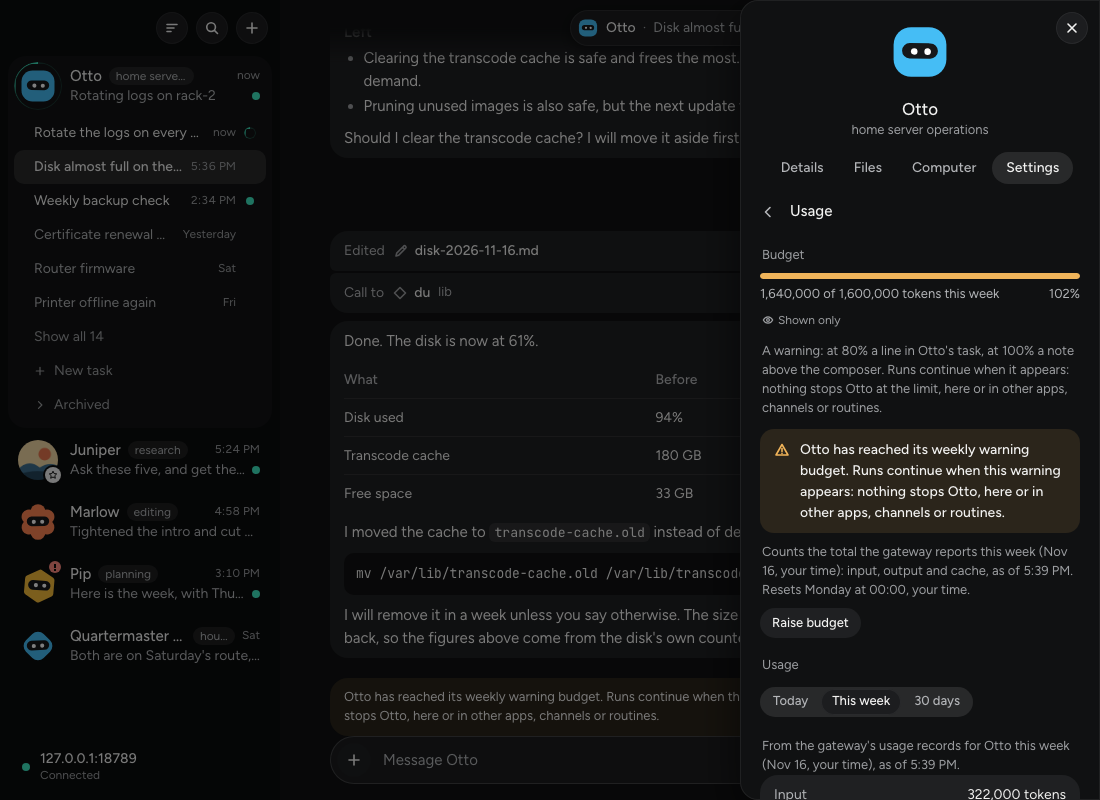 Otto home serve... now
Rotating logs on rack-2
Rotate the logs on every ... now
Disk almost full on the... 5:36 PM
Weekly backup check 2:34 PM
Certificate renewal ... Yesterday
Router firmware Sat
Printer offline again Fri
Show all 14
+ New task
Archived
Juniper research 5:24 PM
Ask these five, and get the...
Marlow editing 4:58 PM
Tightened the intro and cut ...
Pip planning 3:10 PM
Here is the week, with Thu...
Quartermaster ... hou... Sat
Both are on Saturday's route,...
127.0.0.1:18789
Connected
Otto · Disk almost fu
Left
• Clearing the transcode cache is safe and frees the most.
demand.
• Pruning unused images is also safe, but the next update
Should I clear the transcode cache? I will move it aside first
Edited disk-2026-11-16.md
Call to du lib
Done. The disk is now at 61%.
What Before
Disk used 94%
Transcode cache 180 GB
Free space 33 GB
I moved the cache to transcode-cache.old instead of de
mv /var/lib/transcode-cache.old /var/lib/transcod
I will remove it in a week unless you say otherwise. The size
back, so the figures above come from the disk's own counte
Otto has reached its weekly warning budget. Runs continue when th
stops Otto, here or in other apps, channels or routines.
Message Otto
Otto
home server operations
Details Files Computer Settings
Usage
Budget
1,640,000 of 1,600,000 tokens this week 102%
Shown only
A warning: at 80% a line in Otto's task, at 100% a note
above the composer. Runs continue when it appears:
nothing stops Otto at the limit, here or in other apps,
channels or routines.
Otto has reached its weekly warning
budget. Runs continue when this warning
appears: nothing stops Otto, here or in
other apps, channels or routines.
Counts the total the gateway reports this week (Nov
16, your time): input, output and cache, as of 5:39 PM.
Resets Monday at 00:00, your time.
Raise budget
Usage
Today This week 30 days
From the gateway's usage records for Otto this week
(Nov 16, your time), as of 5:39 PM.
Input 322,000 tokens